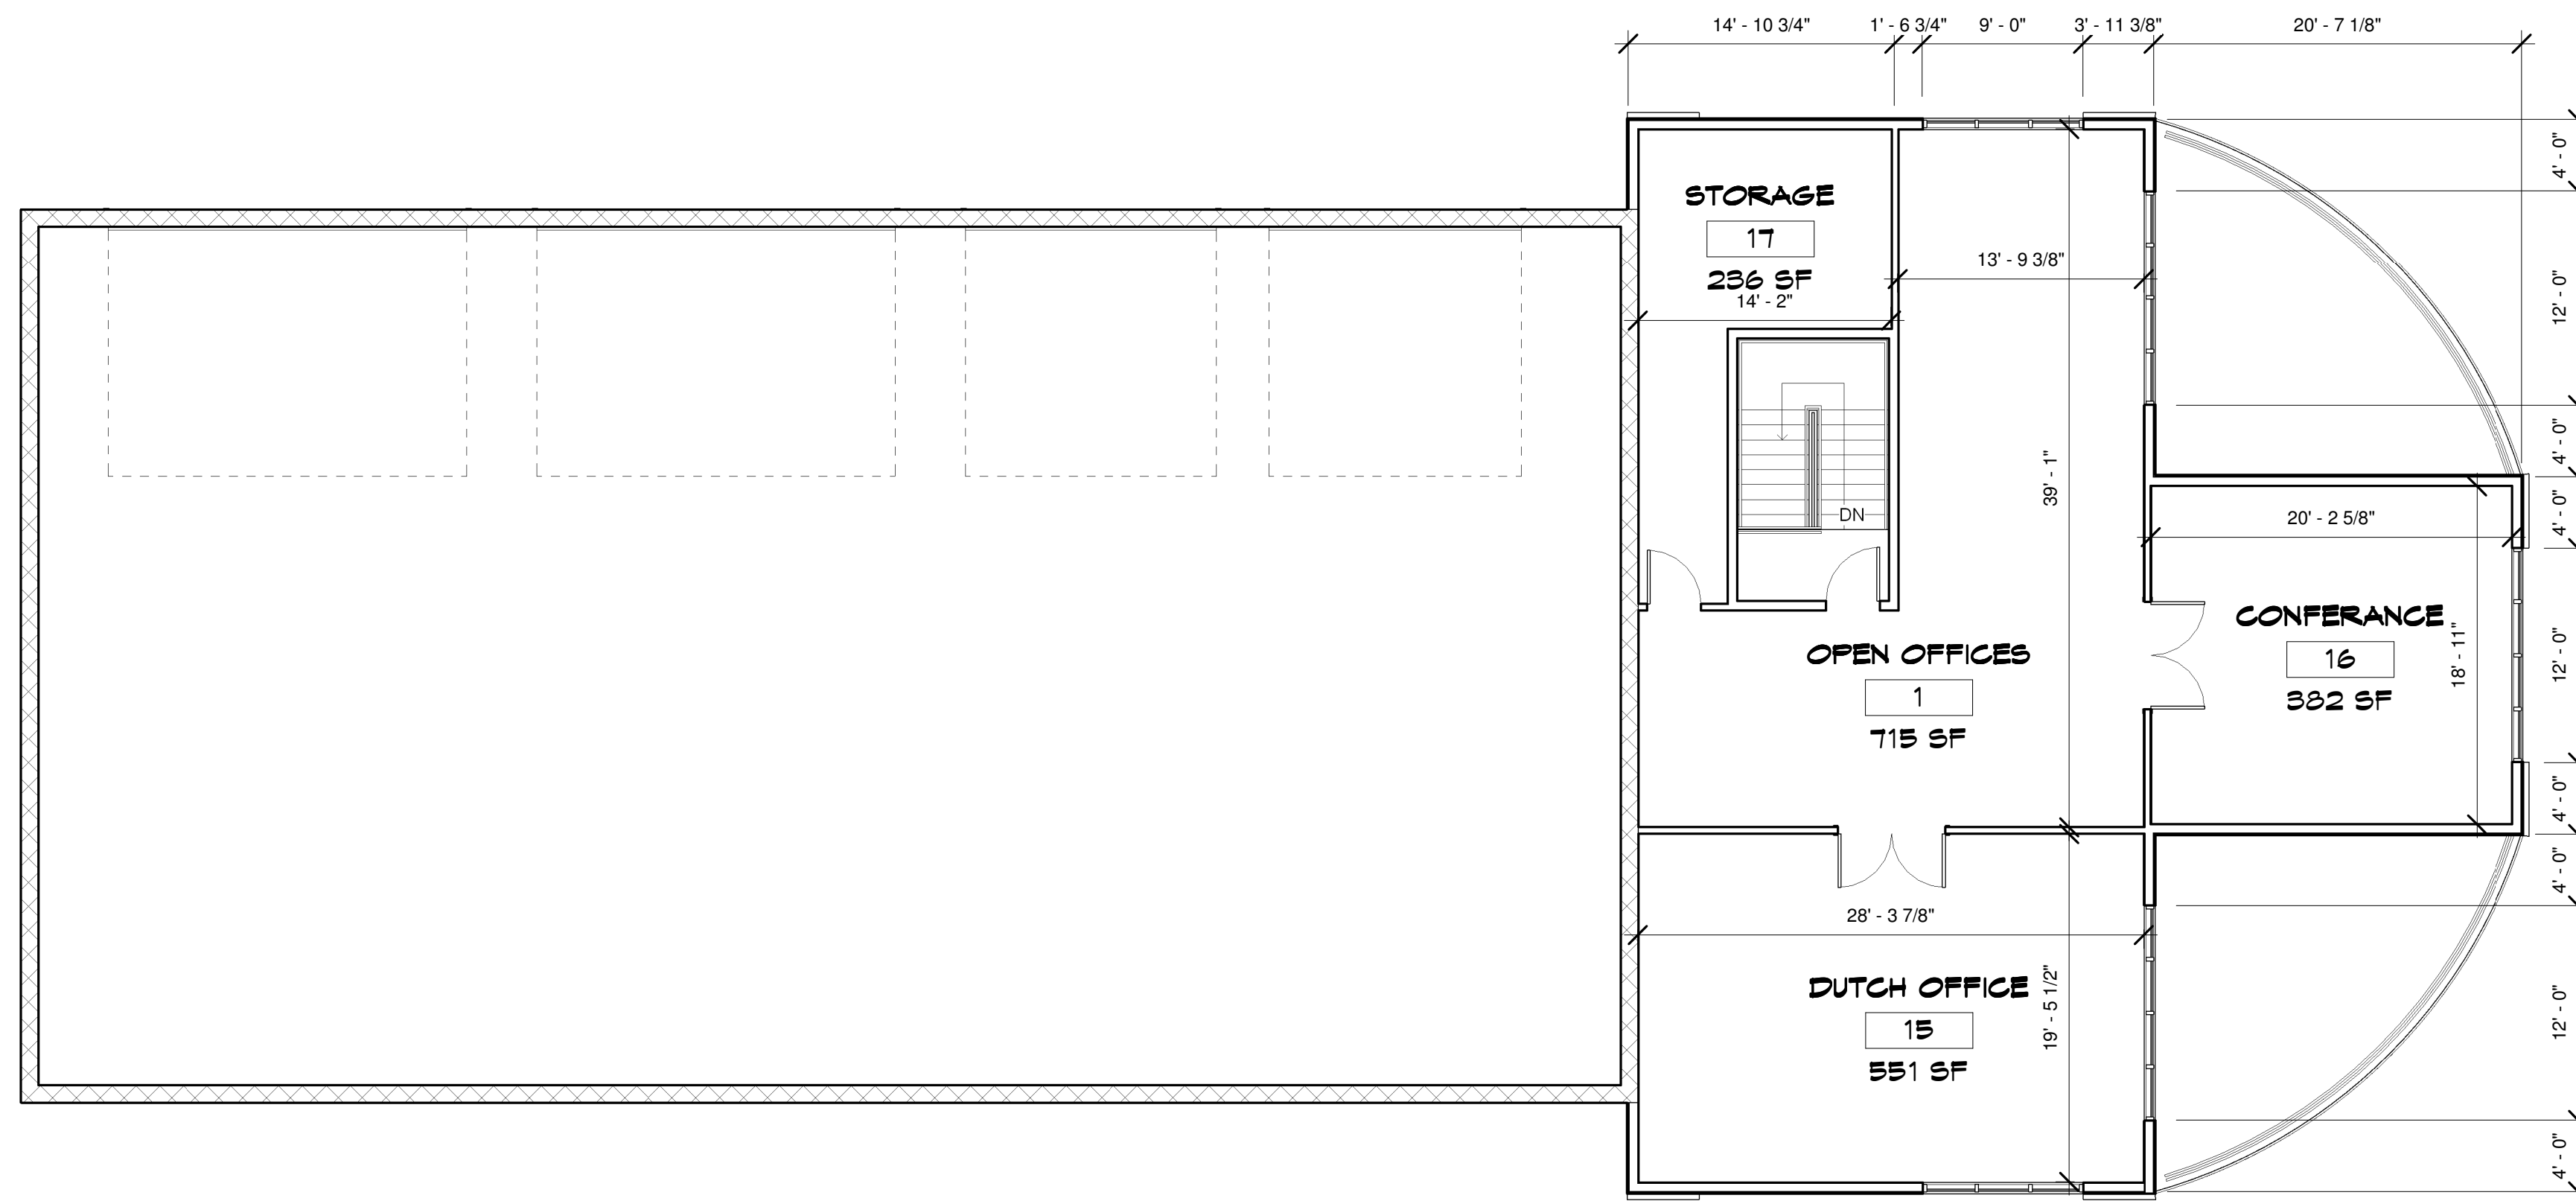 14' - 10 3/4" 1' - 6 3/4" 9' - 0" 3' - 11 3/8" 20' - 7 1/8"
4' - 0"
STORAGE
17
236 SF
14' - 2"
13' - 9 3/8"
12' - 0"
4' - 0"
39' - 1"
DN
20' - 2 5/8"
4' - 0"
CONFERANCE
16
382 SF
18' - 11"
12' - 0"
OPEN OFFICES
1
715 SF
4' - 0"
4' - 0"
28' - 3 7/8"
DUTCH OFFICE
15
551 SF
19' - 5 1/2"
12' - 0"
4' - 0"